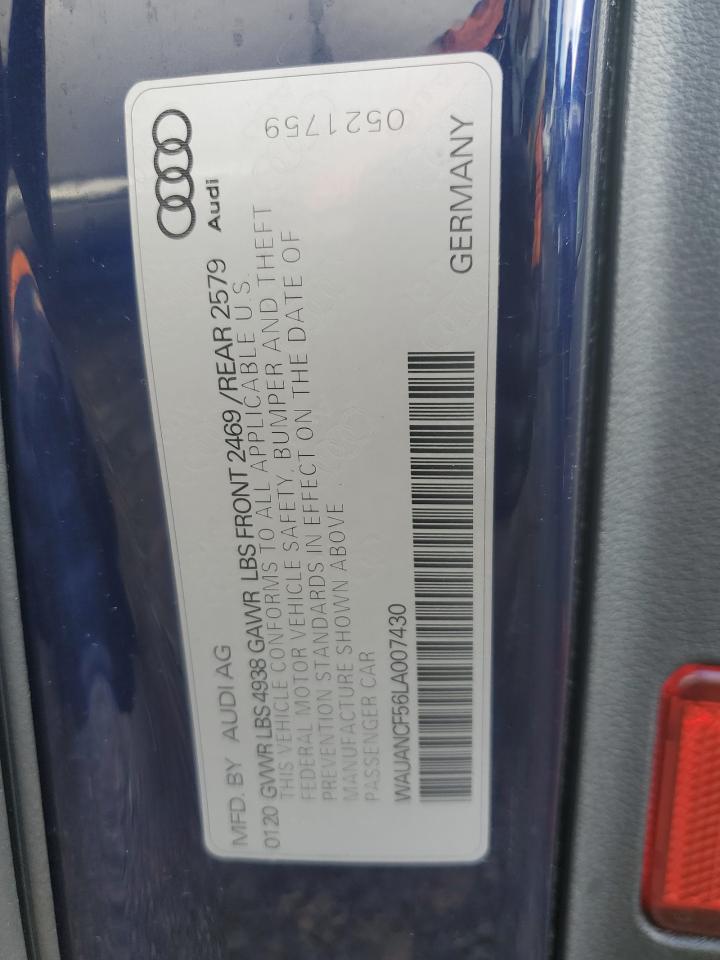 MFD. BY AUDI AG
0120 GVWR LBS 4938 GAWR LBS FRONT 2469 /REAR 2579
Audi
THIS VEHICLE CONFORMS TO ALL APPLICABLE U.S.
FEDERAL MOTOR VEHICLE SAFETY, BUMPER AND THEFT
PREVENTION STANDARDS IN EFFECT ON THE DATE OF
MANUFACTURE SHOWN ABOVE .
PASSENGER CAR
0521759
WAUANCF56LA007430
GERMANY